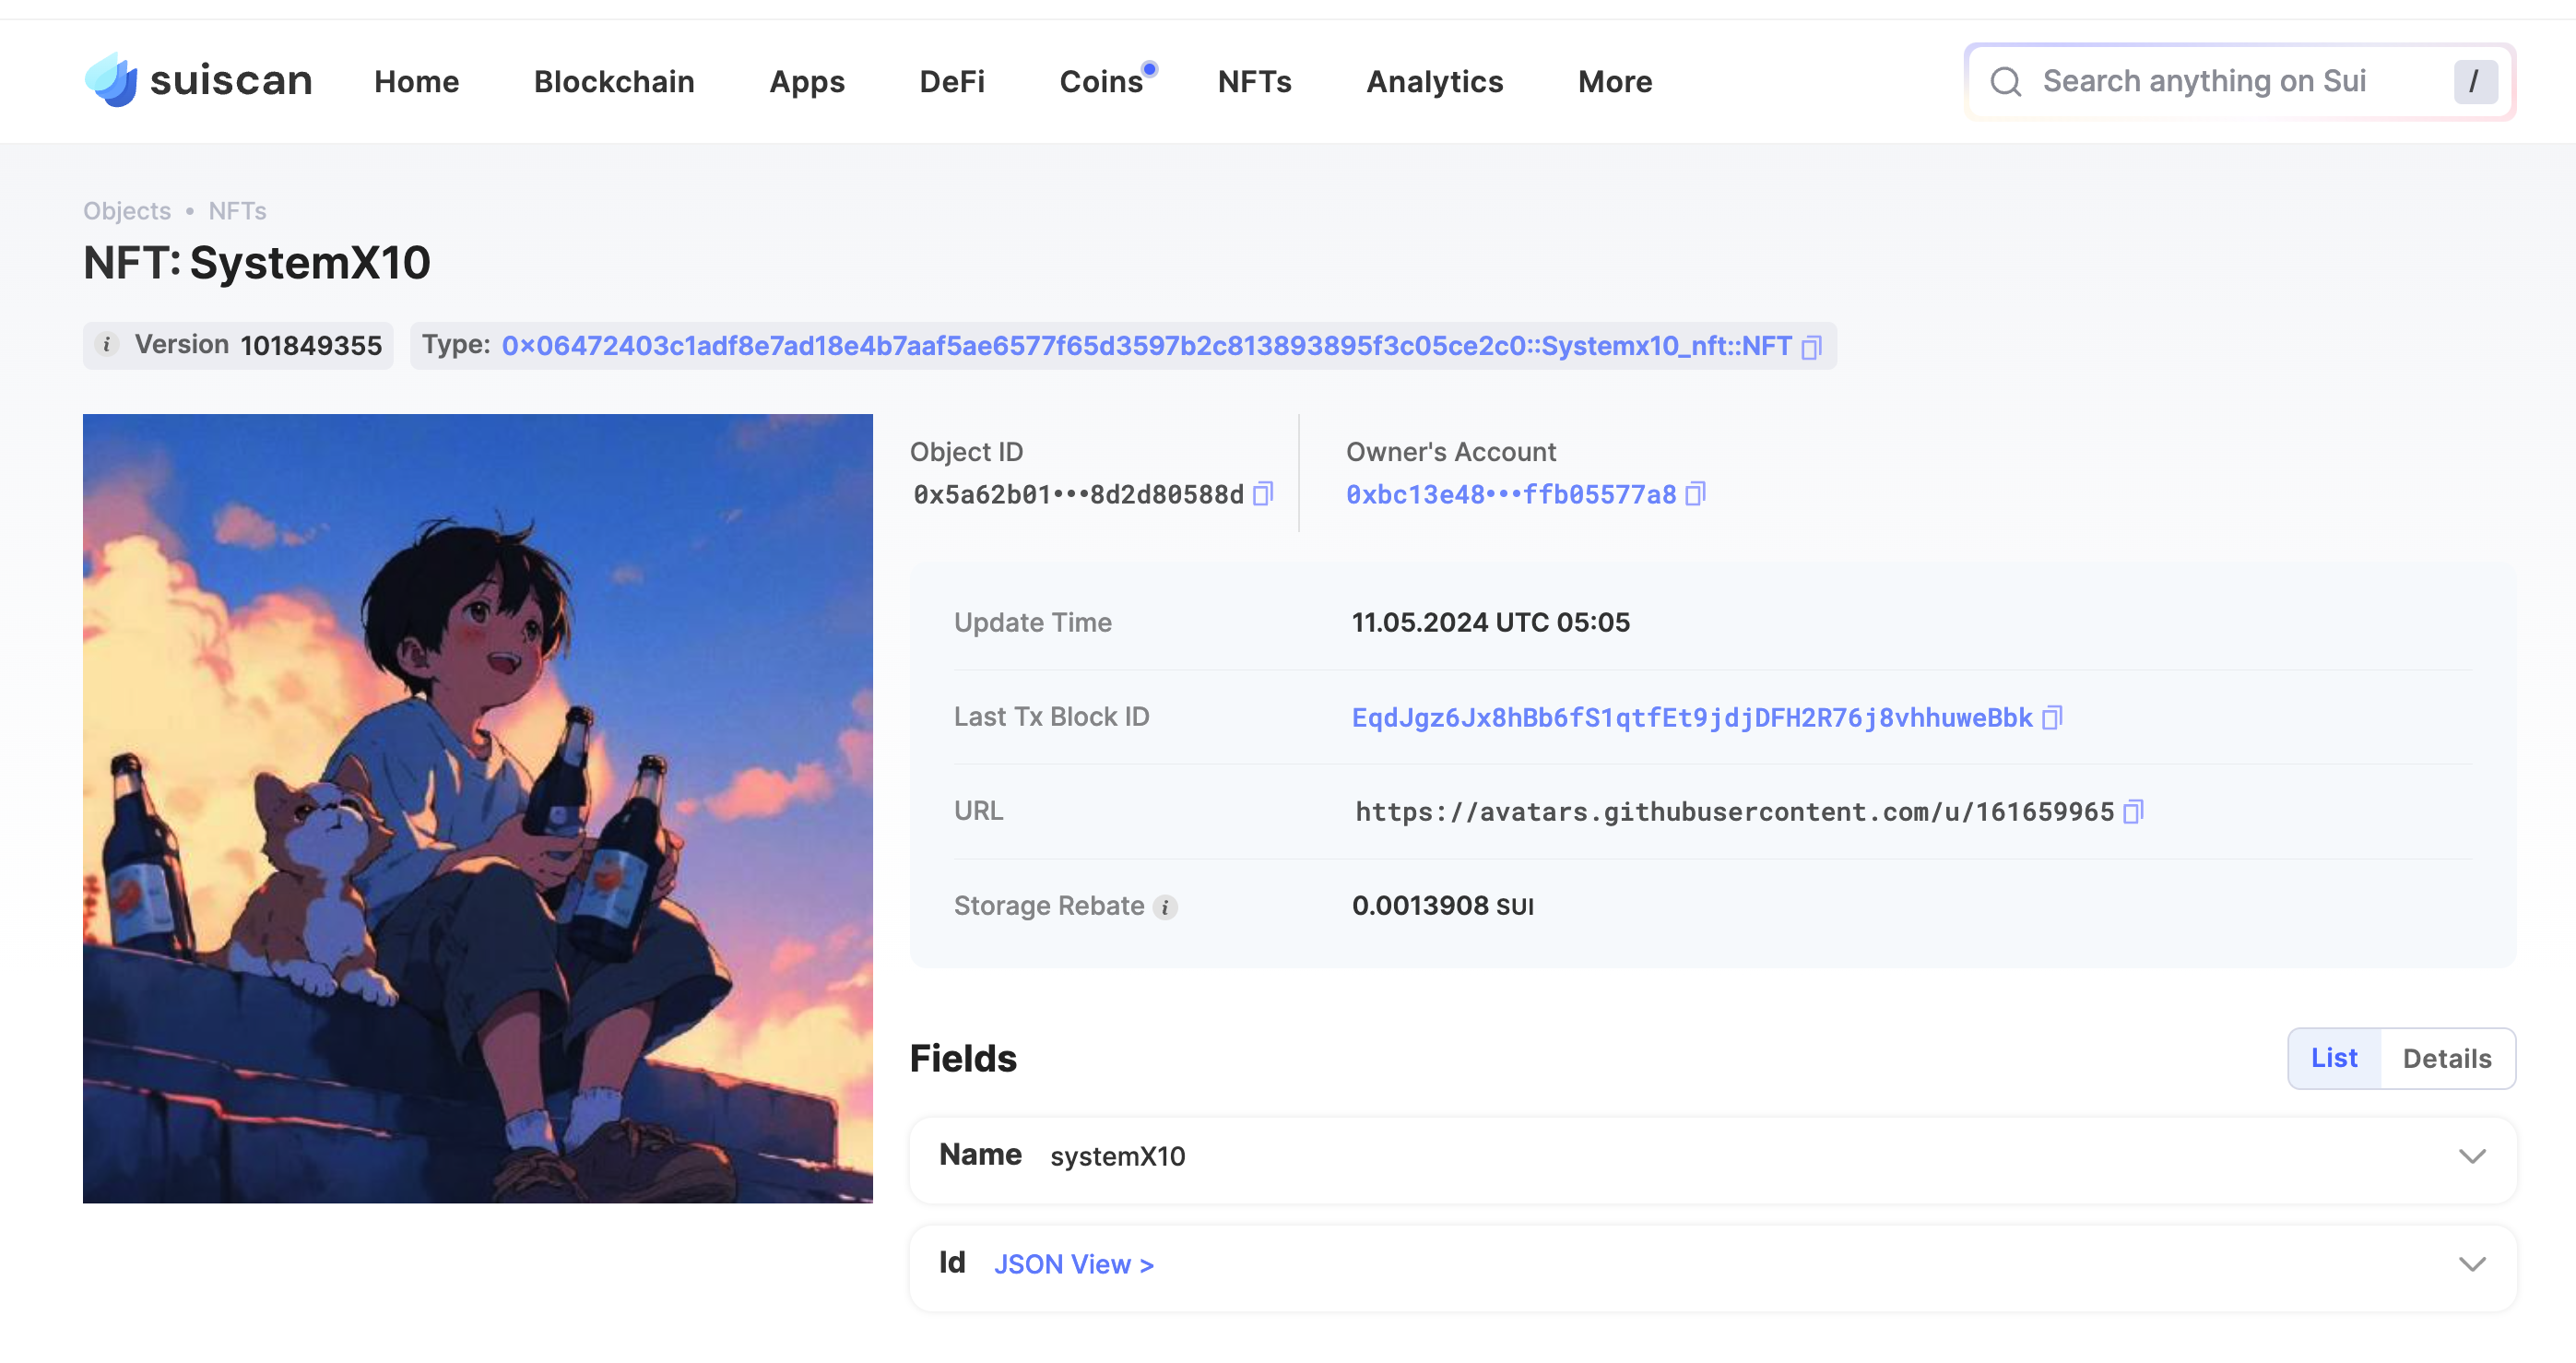 suiscan Home Blockchain Apps DeFi Coins NFTs Analytics More Search anything on Sui /
Objects • NFTs
NFT: SystemX10
i Version 101849355 Type: 0x06472403c1adf8e7ad18e4b7aaf5ae6577f65d3597b2c813893895f3c05ce2c0::Systemx10_nft::NFT
Object ID
0x5a62b01•••8d2d80588d
Owner's Account
0xbc13e48•••ffb05577a8
Update Time 11.05.2024 UTC 05:05
Last Tx Block ID EqdJgz6Jx8hBb6fS1qtfEt9jdjDFH2R76j8vhhuweBbk
URL https://avatars.githubusercontent.com/u/161659965
Storage Rebate i 0.0013908 SUI
Fields List Details
Name systemX10
Id JSON View >